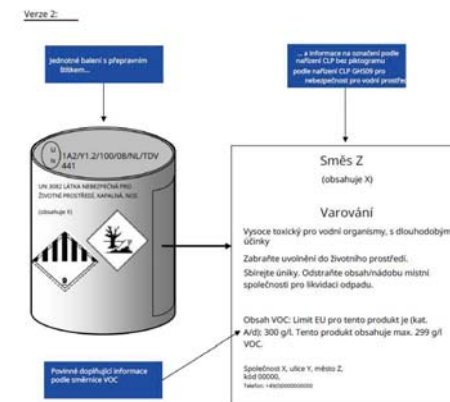 Verze 2:
Jednotné balení s přepravním
štítkem...
... a informace na označení podle
nařízení CLP bez piktogramu
podle nařízení CLP GHS09 pro
nebezpečnost pro vodní prostřed
U
N
1A2/Y1.2/100/08/NL/TDV
441
UN 3082 LÁTKA NEBEZPEČNÁ PRO
ŽIVOTNÍ PROSTŘEDÍ, KAPALNÁ, NOS
(obsahuje X)
9
Směs Z
(obsahuje X)
Varování
Vysoce toxický pro vodní organismy, s dlouhodobým
účinky
Zabraňte uvolnění do životního prostředí.
Sbírejte úniky. Odstraňte obsah/nádobu místní
společnosti pro likvidaci odpadu.
Obsah VOC: Limit EU pro tento produkt je (kat.
A/d): 300 g/l. Tento produkt obsahuje max. 299 g/l
VOC.
Společnost X, ulice Y, město Z,
kód 00000,
Povinné doplňující informace
podle směrnice VOC